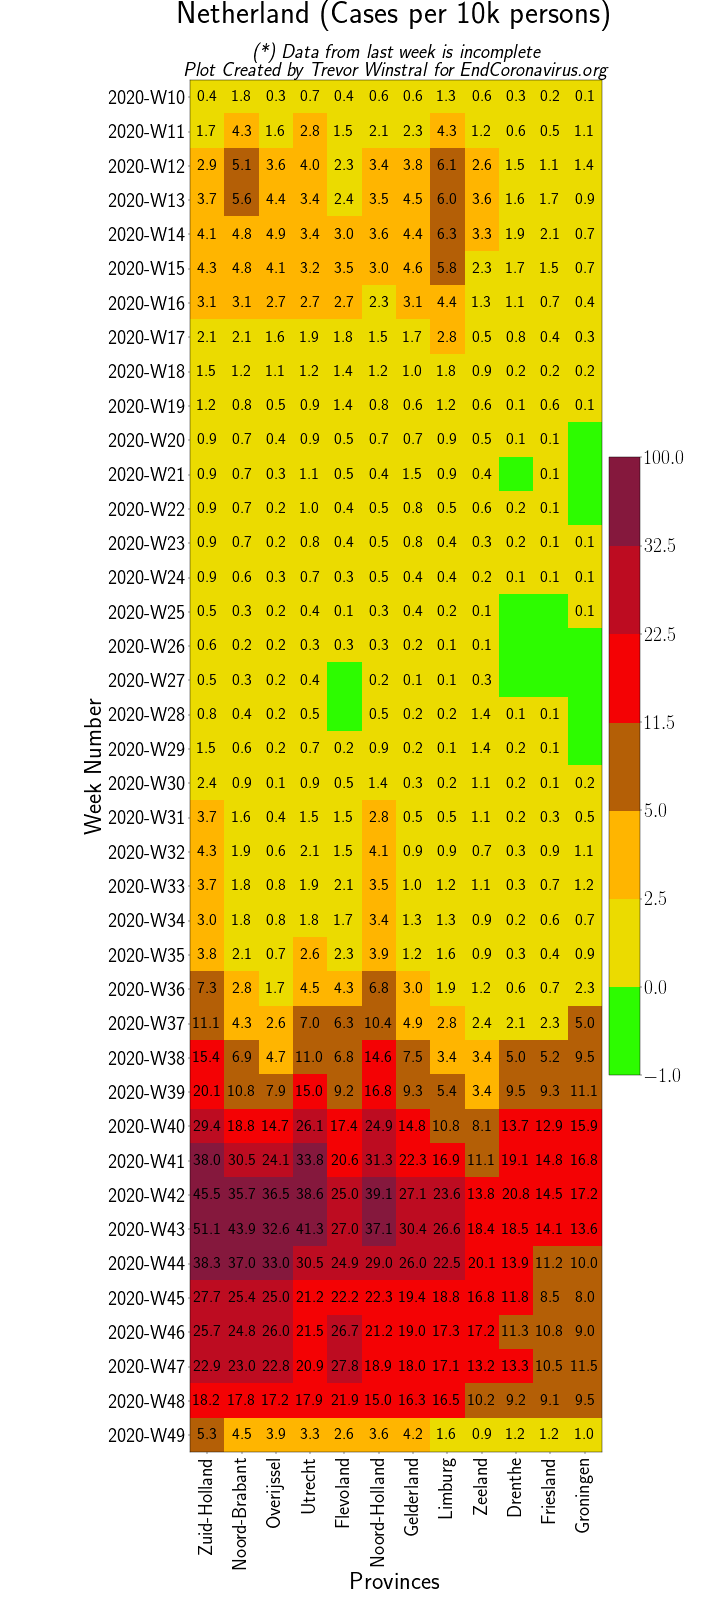 Netherland (Cases per 10k persons)
(*) Data from last week is incomplete
Plot Created by Trevor Winstral for EndCoronavirus.org
2020-W10 0.4 1.8 0.3 0.7 0.4 0.6 0.6 1.3 0.6 0.3 0.2 0.1
2020-W11 1.7 4.3 1.6 2.8 1.5 2.1 2.3 4.3 1.2 0.6 0.5 1.1
2020-W12 2.9 5.1 3.6 4.0 2.3 3.4 3.8 6.1 2.6 1.5 1.1 1.4
2020-W13 3.7 5.6 4.4 3.4 2.4 3.5 4.5 6.0 3.6 1.6 1.7 0.9
2020-W14 4.1 4.8 4.9 3.4 3.0 3.6 4.4 6.3 3.3 1.9 2.1 0.7
2020-W15 4.3 4.8 4.1 3.2 3.5 3.0 4.6 5.8 2.3 1.7 1.5 0.7
2020-W16 3.1 3.1 2.7 2.7 2.7 2.3 3.1 4.4 1.3 1.1 0.7 0.4
2020-W17 2.1 2.1 1.6 1.9 1.8 1.5 1.7 2.8 0.5 0.8 0.4 0.3
2020-W18 1.5 1.2 1.1 1.2 1.4 1.2 1.0 1.8 0.9 0.2 0.2 0.2
2020-W19 1.2 0.8 0.5 0.9 1.4 0.8 0.6 1.2 0.6 0.1 0.6 0.1
2020-W20 0.9 0.7 0.4 0.9 0.5 0.7 0.7 0.9 0.5 0.1 0.1
2020-W21 0.9 0.7 0.3 1.1 0.5 0.4 1.5 0.9 0.4 0.1
2020-W22 0.9 0.7 0.2 1.0 0.4 0.5 0.8 0.5 0.6 0.2 0.1
2020-W23 0.9 0.7 0.2 0.8 0.4 0.5 0.8 0.4 0.3 0.2 0.1 0.1
2020-W24 0.9 0.6 0.3 0.7 0.3 0.5 0.4 0.4 0.2 0.1 0.1 0.1
2020-W25 0.5 0.3 0.2 0.4 0.1 0.3 0.4 0.2 0.1 0.1
2020-W26 0.6 0.2 0.2 0.3 0.3 0.3 0.2 0.1 0.1
2020-W27 0.5 0.3 0.2 0.4 0.2 0.1 0.1 0.3
2020-W28 0.8 0.4 0.2 0.5 0.5 0.2 0.2 1.4 0.1 0.1
2020-W29 1.5 0.6 0.2 0.7 0.2 0.9 0.2 0.1 1.4 0.2 0.1
2020-W30 2.4 0.9 0.1 0.9 0.5 1.4 0.3 0.2 1.1 0.2 0.1 0.2
2020-W31 3.7 1.6 0.4 1.5 1.5 2.8 0.5 0.5 1.1 0.2 0.3 0.5
2020-W32 4.3 1.9 0.6 2.1 1.5 4.1 0.9 0.9 0.7 0.3 0.9 1.1
2020-W33 3.7 1.8 0.8 1.9 2.1 3.5 1.0 1.2 1.1 0.3 0.7 1.2
2020-W34 3.0 1.8 0.8 1.8 1.7 3.4 1.3 1.3 0.9 0.2 0.6 0.7
2020-W35 3.8 2.1 0.7 2.6 2.3 3.9 1.2 1.6 0.9 0.3 0.4 0.9
2020-W36 7.3 2.8 1.7 4.5 4.3 6.8 3.0 1.9 1.2 0.6 0.7 2.3
2020-W37 11.1 4.3 2.6 7.0 6.3 10.4 4.9 2.8 2.4 2.1 2.3 5.0
2020-W38 15.4 6.9 4.7 11.0 6.8 14.6 7.5 3.4 3.4 5.0 5.2 9.5
2020-W39 20.1 10.8 7.9 15.0 9.2 16.8 9.3 5.4 3.4 9.5 9.3 11.1
2020-W40 29.4 18.8 14.7 26.1 17.4 24.9 14.8 10.8 8.1 13.7 12.9 15.9
2020-W41 38.0 30.5 24.1 33.8 20.6 31.3 22.3 16.9 11.1 19.1 14.8 16.8
2020-W42 45.5 35.7 36.5 38.6 25.0 39.1 27.1 23.6 13.8 20.8 14.5 17.2
2020-W43 51.1 43.9 32.6 41.3 27.0 37.1 30.4 26.6 18.4 18.5 14.1 13.6
2020-W44 38.3 37.0 33.0 30.5 24.9 29.0 26.0 22.5 20.1 13.9 11.2 10.0
2020-W45 27.7 25.4 25.0 21.2 22.2 22.3 19.4 18.8 16.8 11.8 8.5 8.0
2020-W46 25.7 24.8 26.0 21.5 26.7 21.2 19.0 17.3 17.2 11.3 10.8 9.0
2020-W47 22.9 23.0 22.8 20.9 27.8 18.9 18.0 17.1 13.2 13.3 10.5 11.5
2020-W48 18.2 17.8 17.2 17.9 21.9 15.0 16.3 16.5 10.2 9.2 9.1 9.5
2020-W49 5.3 4.5 3.9 3.3 2.6 3.6 4.2 1.6 0.9 1.2 1.2 1.0
Zuid-Holland
Noord-Brabant
Overijssel
Utrecht
Flevoland
Noord-Holland
Gelderland
Limburg
Zeeland
Drenthe
Friesland
Groningen
Provinces
Week Number
100.0
32.5
22.5
11.5
5.0
2.5
0.0
−1.0